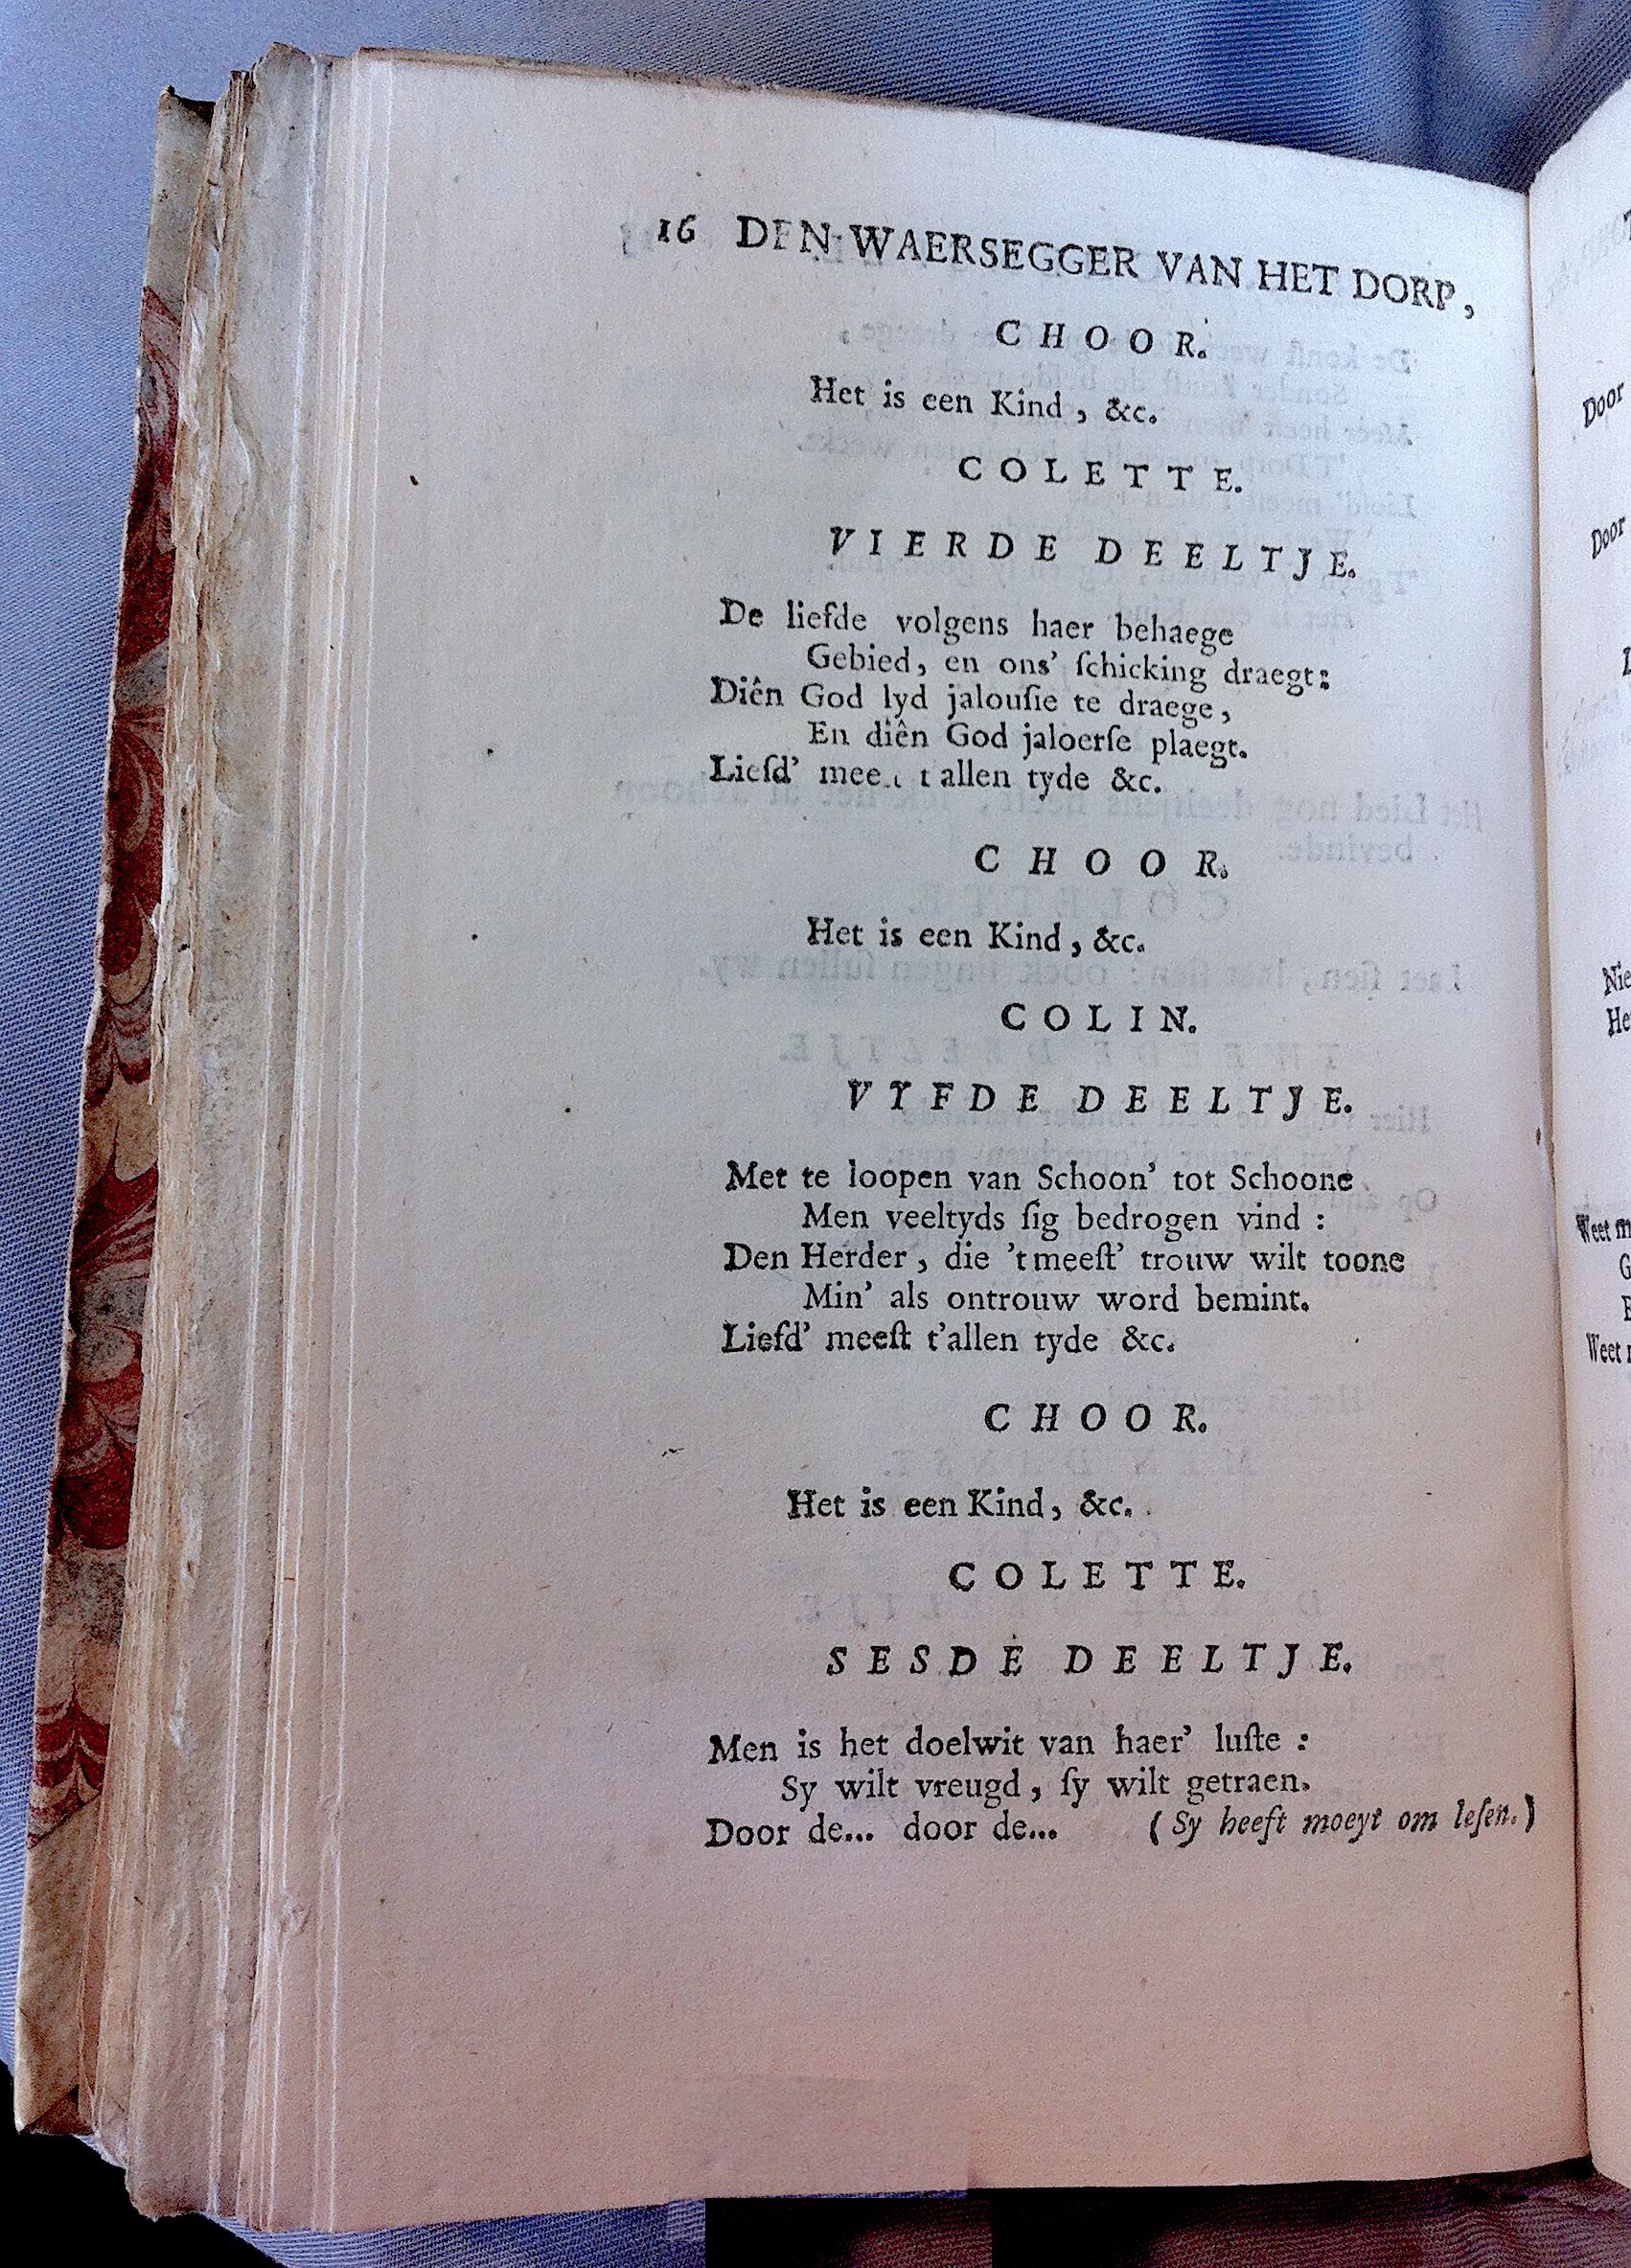 16 DEN WAERSEGGER VAN HET DORP,
CHOOR.
Het is een Kind, &c.
COLETTE.
VIERDE DEELTJE.
De liefde volgens haer behaege
Gebied, en ons' ſchicking draegt:
Diên God lyd jalouſie te draege,
En diên God jaloerſe plaegt.
Liefd' mee t allen tyde &c.
CHOOR.
Het is een Kind, &c.
COLIN.
VYFDE DEELTJE.
Met te loopen van Schoon' tot Schoone
Men veeltyds ſig bedrogen vind :
Den Herder, die 't meeſt' trouw wilt toone
Min' als ontrouw word bemint.
Liefd' meeſt t'allen tyde &c.
CHOOR.
Het is een Kind, &c.
COLETTE.
SESDE DEELTJE.
Men is het doelwit van haer' luſte :
Sy wilt vreugd, ſy wilt getraen.
Door de... door de... (Sy heeft moeyt om leſen.)
Door
Door
Weet
Weet